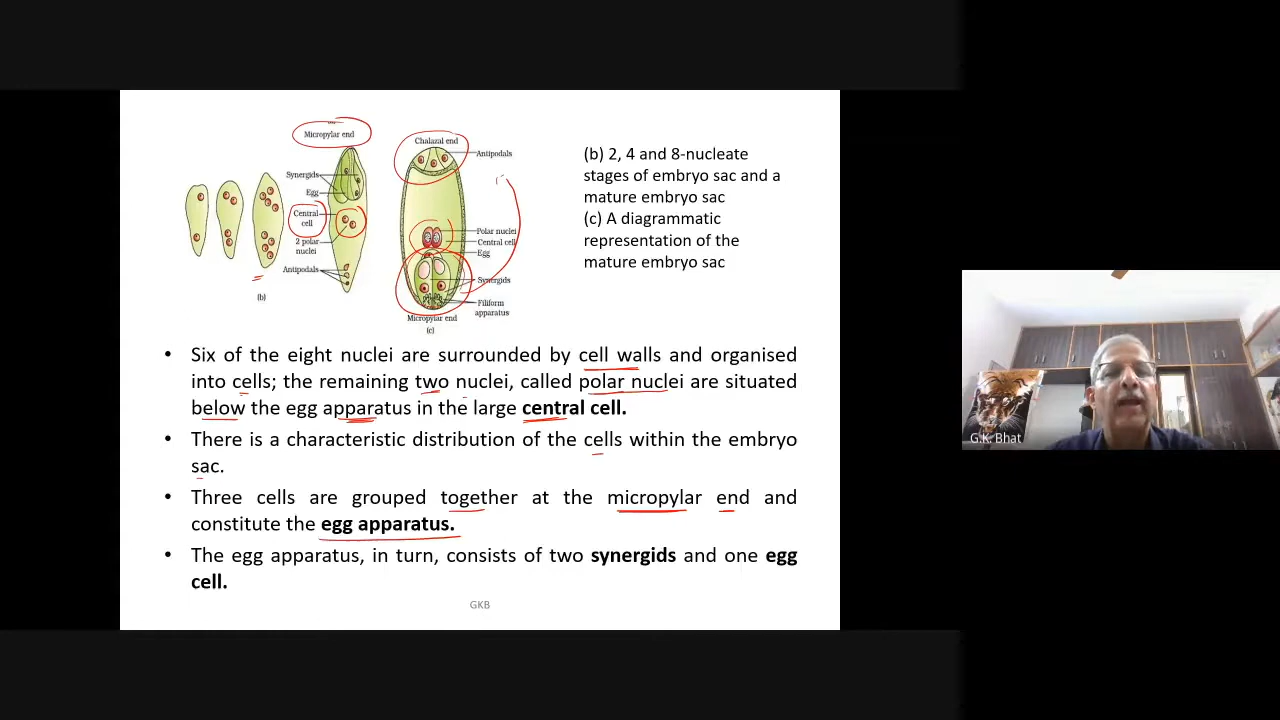 Micropylar end
Synergids
Egg
Central
cell
2 polar
nuclei
Antipodals
(b)
Chalazal end
Antipodals
Polar nuclei
Central cell
Egg
Synergids
Filiform
apparatus
Micropylar end
(c)
(b) 2, 4 and 8-nucleate
stages of embryo sac and a
mature embryo sac
(c) A diagrammatic
representation of the
mature embryo sac
• Six of the eight nuclei are surrounded by cell walls and organised
into cells; the remaining two nuclei, called polar nuclei are situated
below the egg apparatus in the large central cell.
• There is a characteristic distribution of the cells within the embryo
sac.
• Three cells are grouped together at the micropylar end and
constitute the egg apparatus.
• The egg apparatus, in turn, consists of two synergids and one egg
cell.
GKB
G.K. Bhat